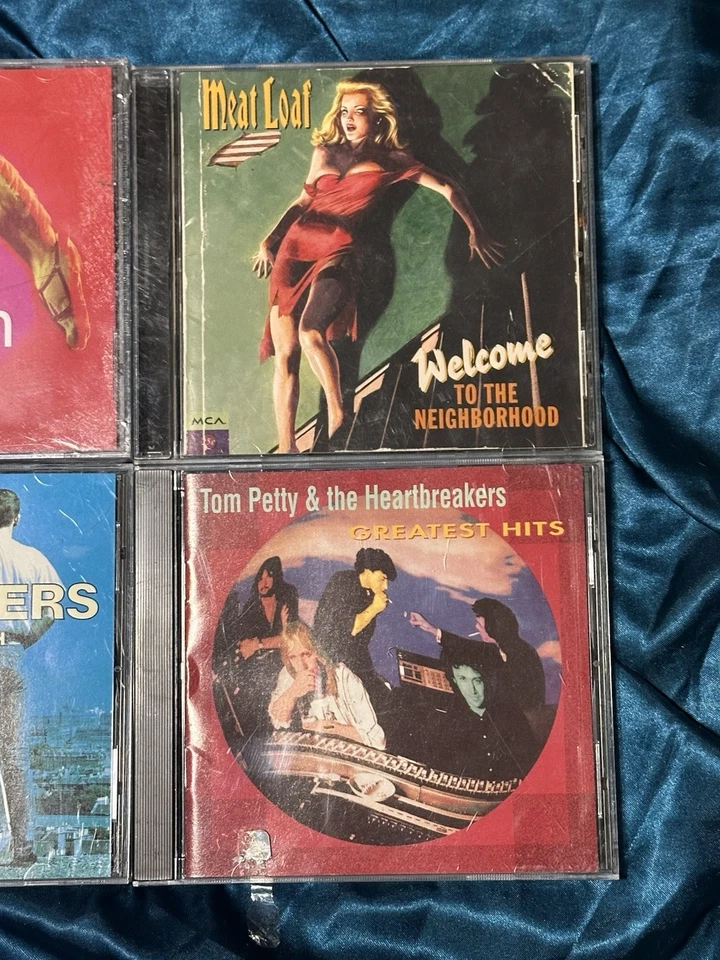 Meat Loaf
n
Welcome
TO THE
NEIGHBORHOOD
MCA
Tom Petty & the Heartbreakers
GREATEST HITS
ERS